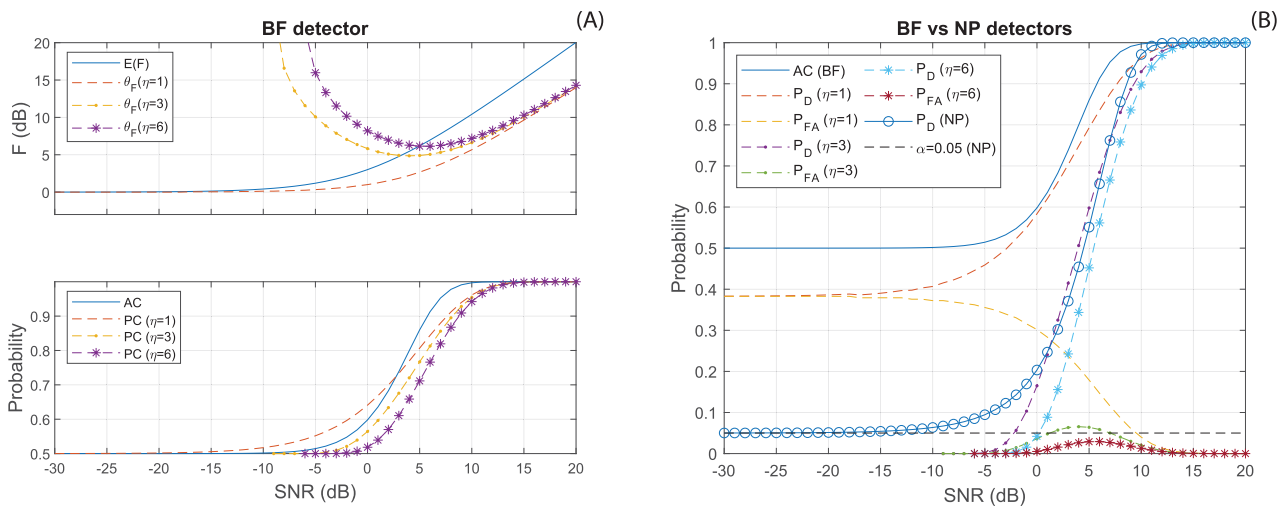 BF detector
(A)
20
15
10
5
0
F (dB)
E(F)
θF(η=1)
θF(η=3)
θF(η=6)
0.9
0.8
0.7
0.6
0.5
Probability
AC
PC (η=1)
PC (η=3)
PC (η=6)
-30 -25 -20 -15 -10 -5 0 5 10 15 20
SNR (dB)
BF vs NP detectors
(B)
1
0.9
0.8
0.7
0.6
0.5
0.4
0.3
0.2
0.1
0
Probability
AC (BF)
PD (η=1)
PFA (η=1)
PD (η=3)
PFA (η=3)
PD (η=6)
PFA (η=6)
PD (NP)
α=0.05 (NP)
-30 -25 -20 -15 -10 -5 0 5 10 15 20
SNR (dB)